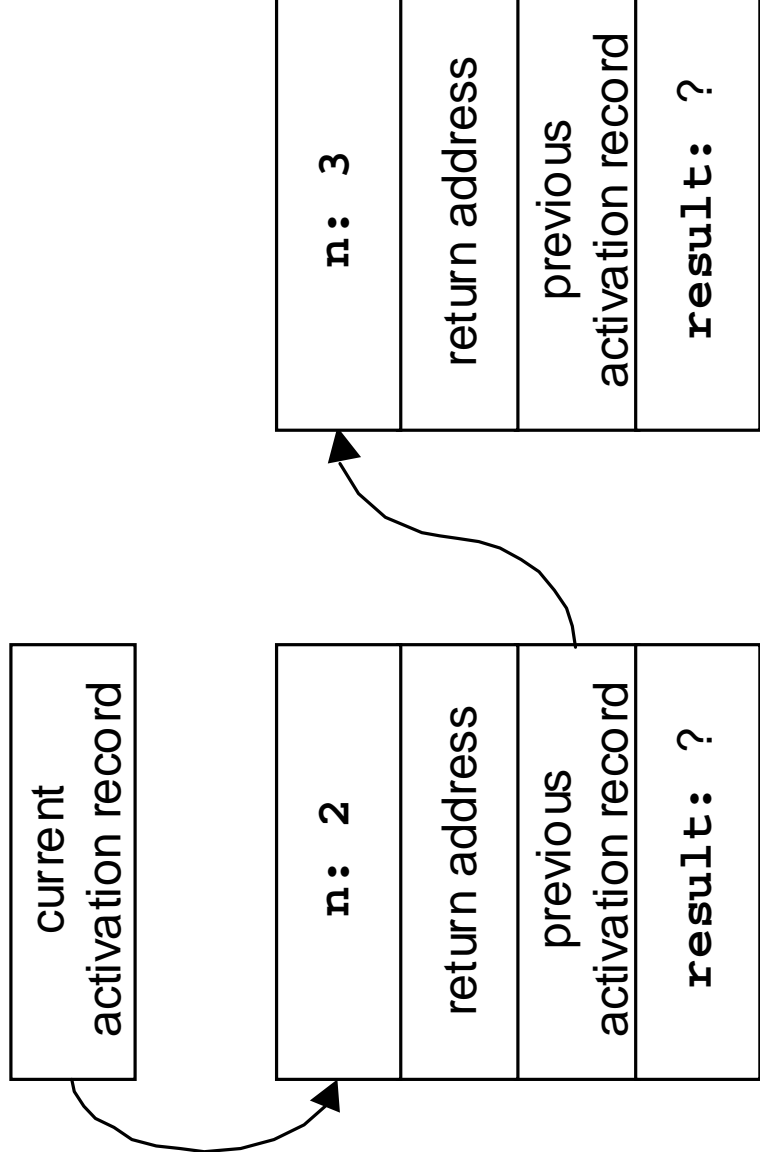 current
activation record
n: 2
return address
previous
activation record
result: ?
n: 3
return address
previous
activation record
result: ?